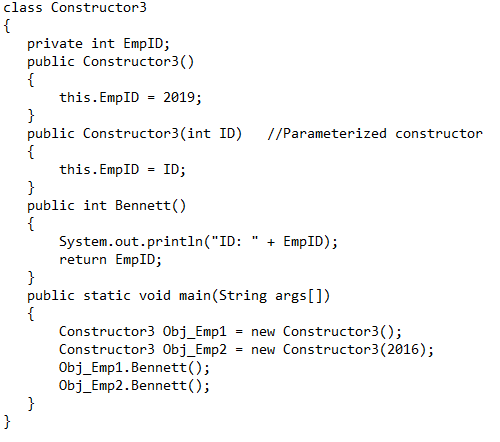 class Constructor3
{
   private int EmpID;
   public Constructor3()
   {
       this.EmpID = 2019;
   }
   public Constructor3(int ID)   //Parameterized constructor
   {
       this.EmpID = ID;
   }
   public int Bennett()
   {
       System.out.println("ID: " + EmpID);
       return EmpID;
   }
   public static void main(String args[])
   {
       Constructor3 Obj_Emp1 = new Constructor3();
       Constructor3 Obj_Emp2 = new Constructor3(2016);
       Obj_Emp1.Bennett();
       Obj_Emp2.Bennett();
   }
}